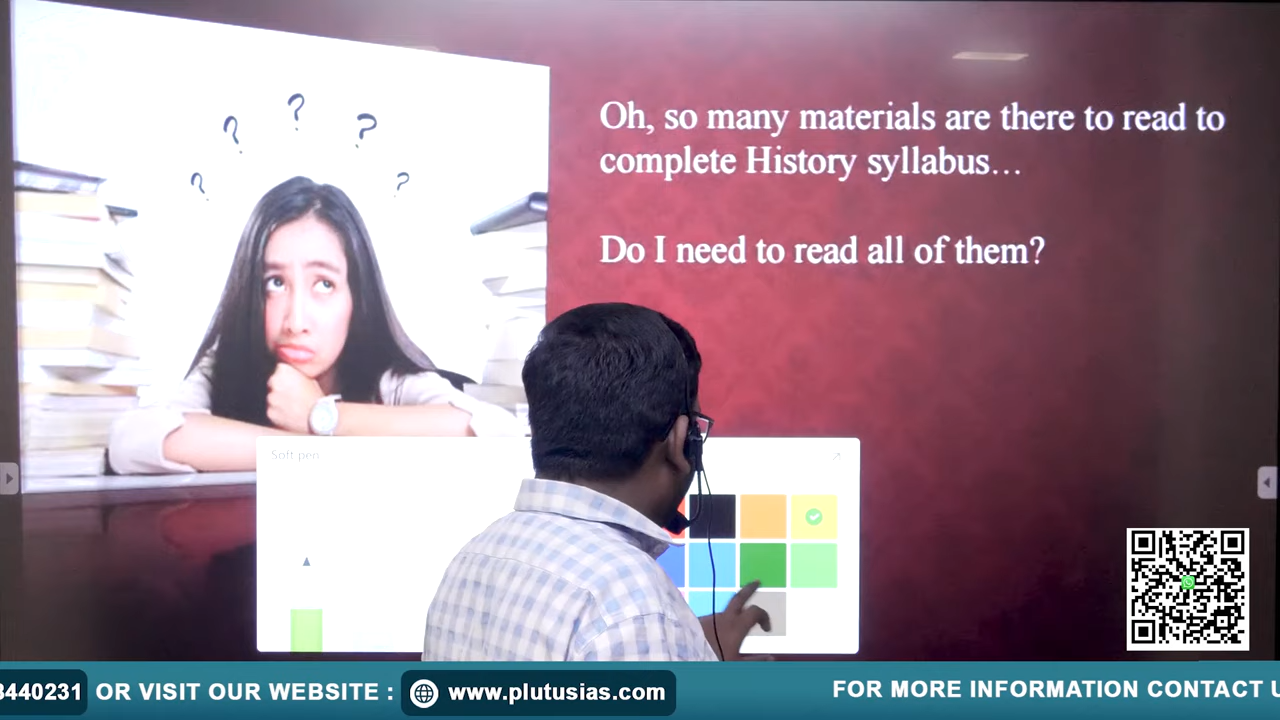 Oh, so many materials are there to read to
complete History syllabus...
Do I need to read all of them?
Soft pen
3440231 OR VISIT OUR WEBSITE : www.plutusias.com FOR MORE INFORMATION CONTACT U